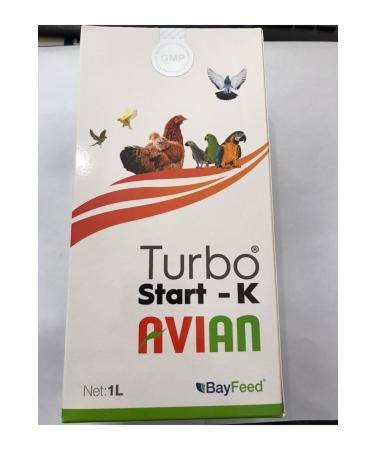 GMP
Turbo®
Start - K
AVIAN
Net:1L
BayFeed®